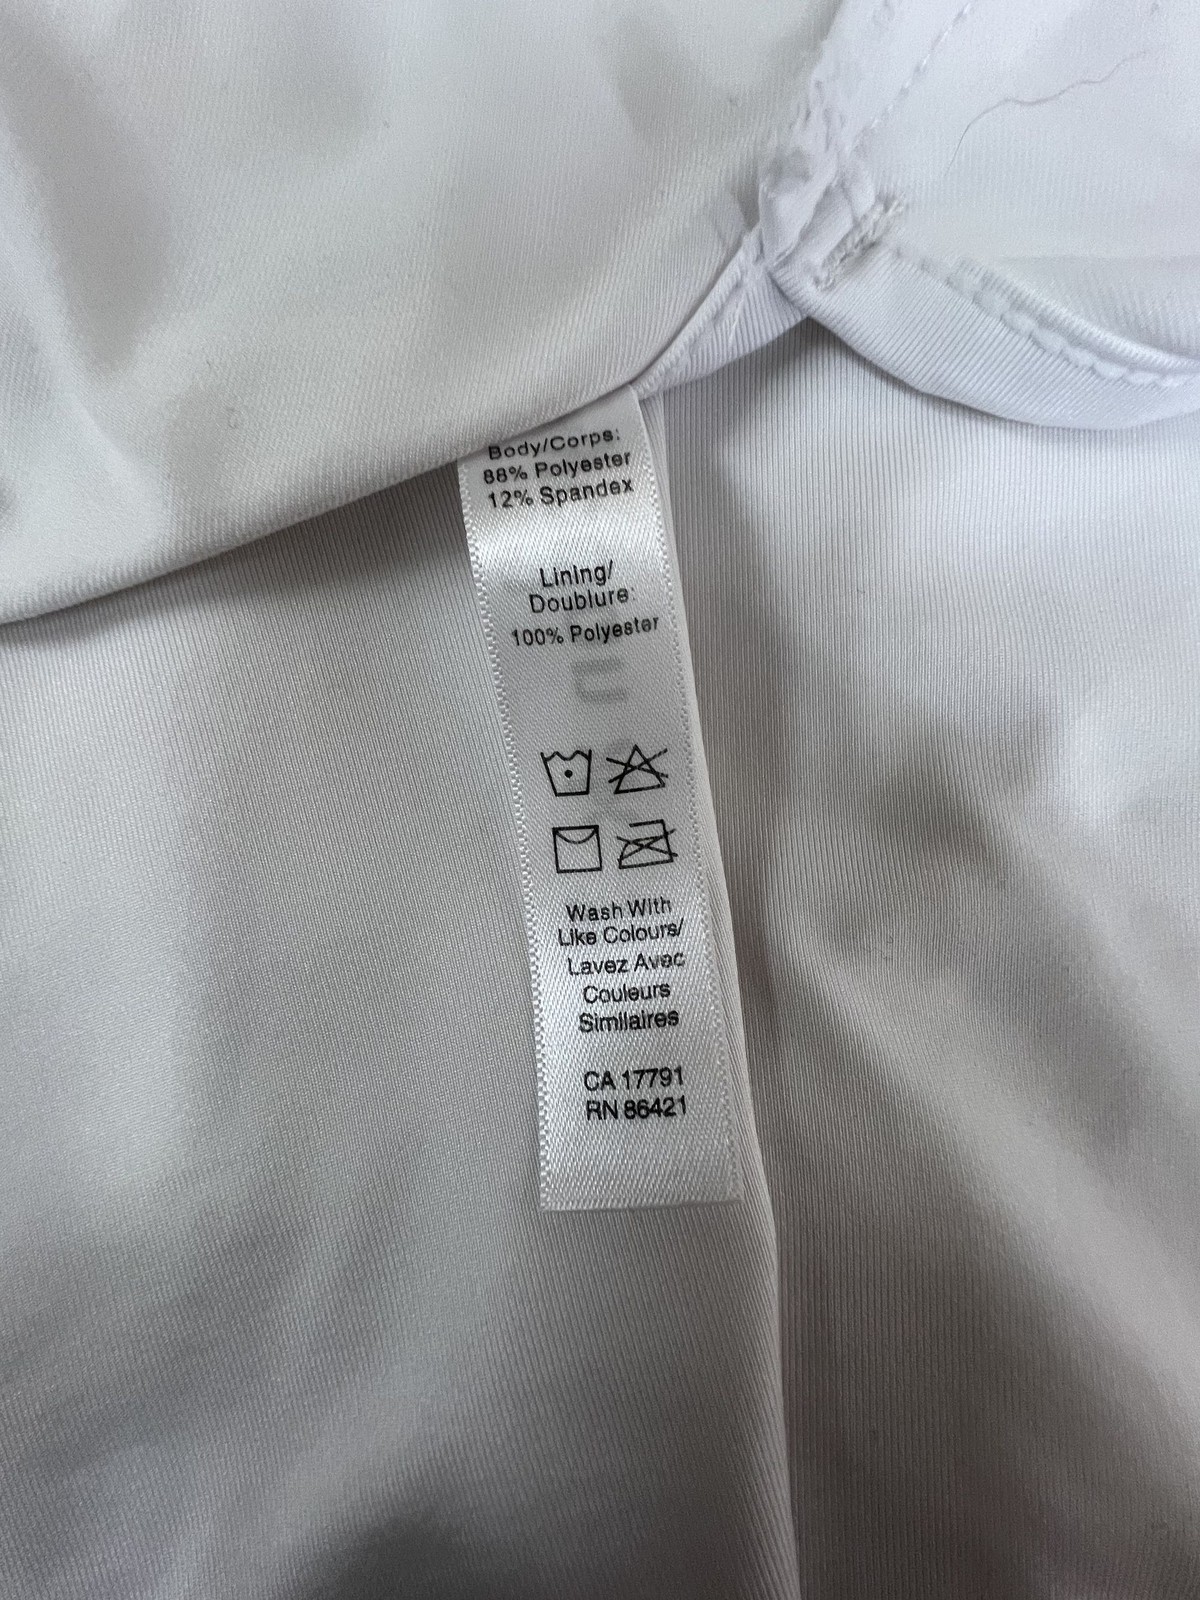 Body/Corps:
88% Polyester
12% Spandex
Lining/
Doublure:
100% Polyester
Wash With
Like Colours/
Lavez Avec
Couleurs
Similaires
CA 17791
RN 86421